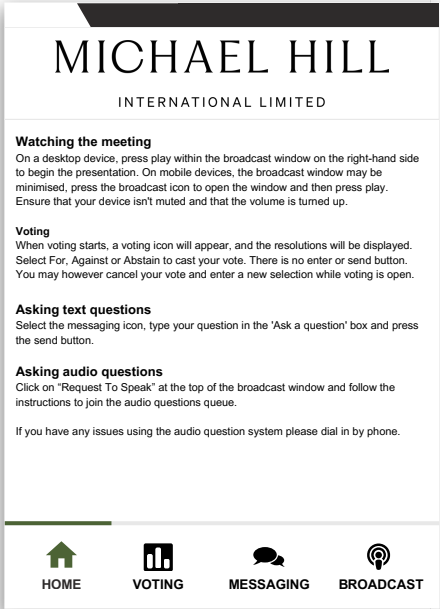 MICHAEL HILL
INTERNATIONAL LIMITED
Watching the meeting
On a desktop device, press play within the broadcast window on the right-hand side
to begin the presentation. On mobile devices, the broadcast window may be
minimised, press the broadcast icon to open the window and then press play.
Ensure that your device isn't muted and that the volume is turned up.
Voting
When voting starts, a voting icon will appear, and the resolutions will be displayed.
Select For, Against or Abstain to cast your vote. There is no enter or send button.
You may however cancel your vote and enter a new selection while voting is open.
Asking text questions
Select the messaging icon, type your question in the 'Ask a question' box and press
the send button.
Asking audio questions
Click on “Request To Speak” at the top of the broadcast window and follow the
instructions to join the audio questions queue.
If you have any issues using the audio question system please dial in by phone.
HOME VOTING MESSAGING BROADCAST